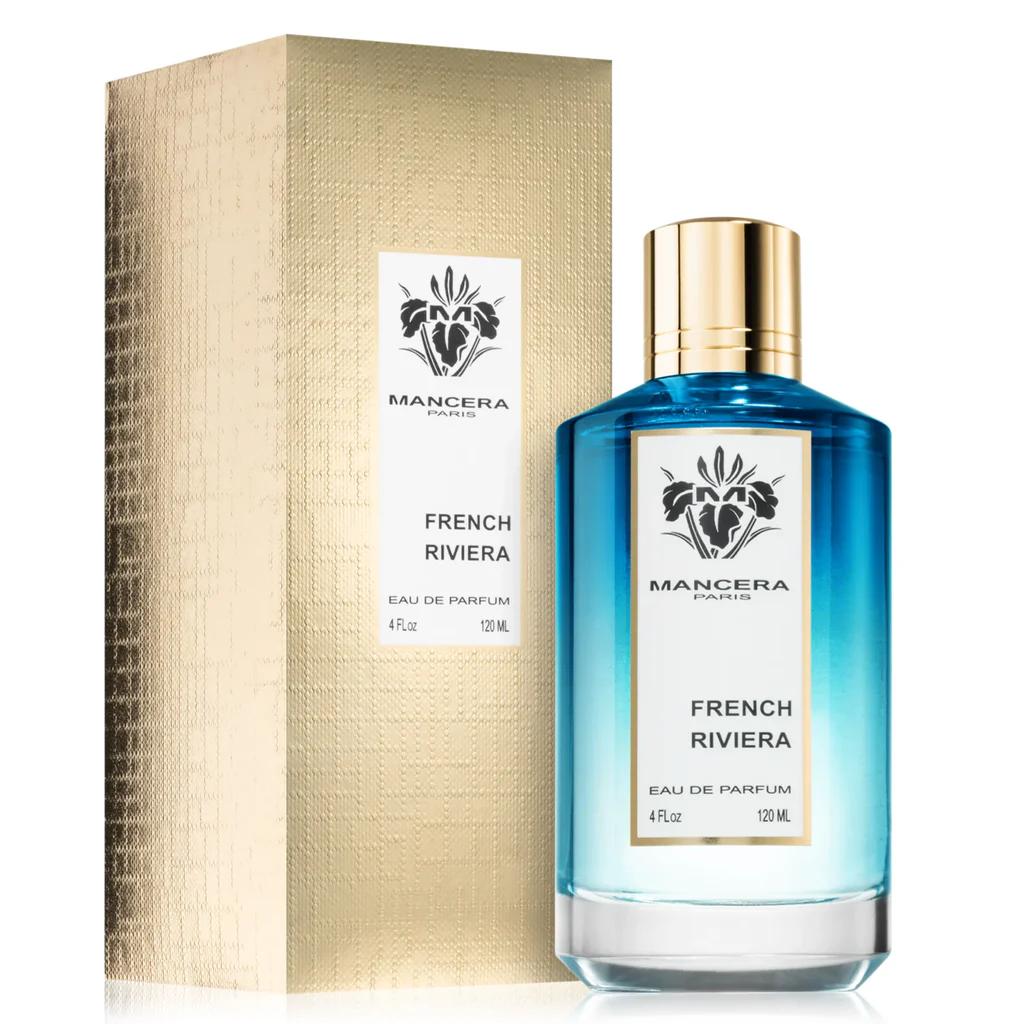 MANCERA
PARIS
FRENCH
RIVIERA
EAU DE PARFUM
4 FLoz 120 ML
MANCERA
PARIS
FRENCH
RIVIERA
EAU DE PARFUM
4 FLoz 120 ML